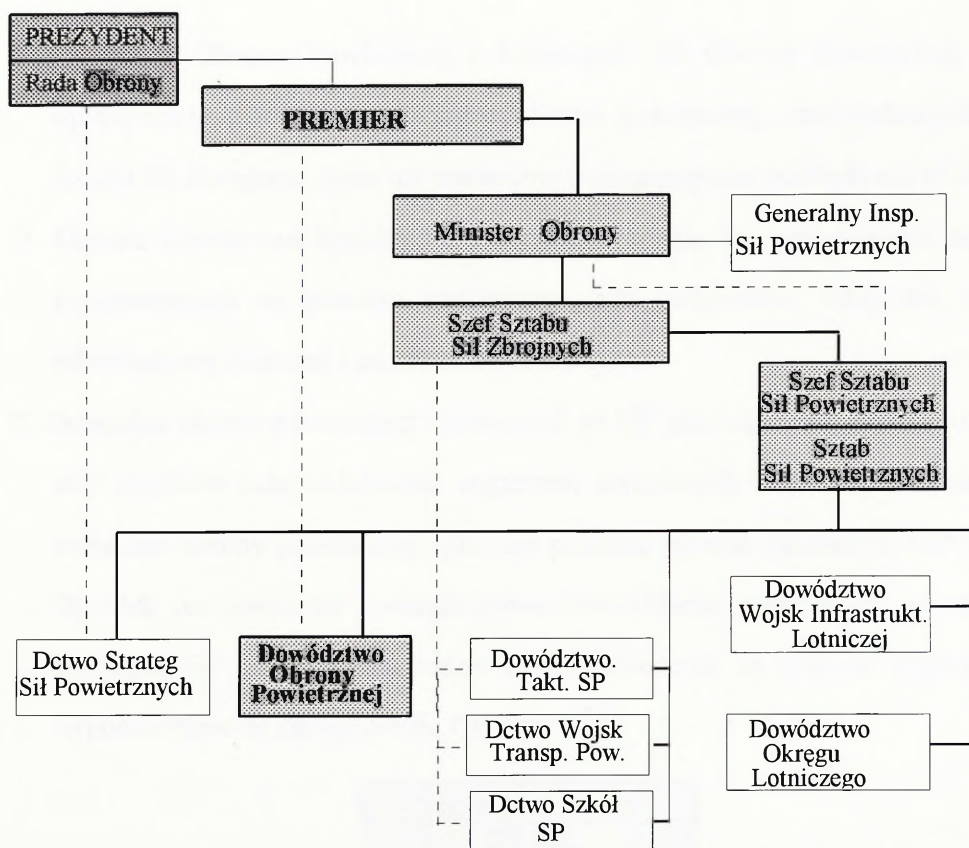 PREZYDENT
Rada Obrony
PREMIER
Minister Obrony
Generalny Insp.
Sił Powietrznych
Szef Sztabu
Sił Zbrojnych
Szef Sztabu
Sił Powietrznych
Sztab
Sił Powietrznych
Dctwo Strateg
Sił Powietrznych
Dowództwo
Obrony
Powietrznej
Dowództwo.
Takt. SP
Dctwo Wojsk
Transp. Pow.
Dctwo Szkół
SP
Dowództwo
Wojsk Infrastrukt.
Lotniczej
Dowództwo
Okręgu
Lotniczego